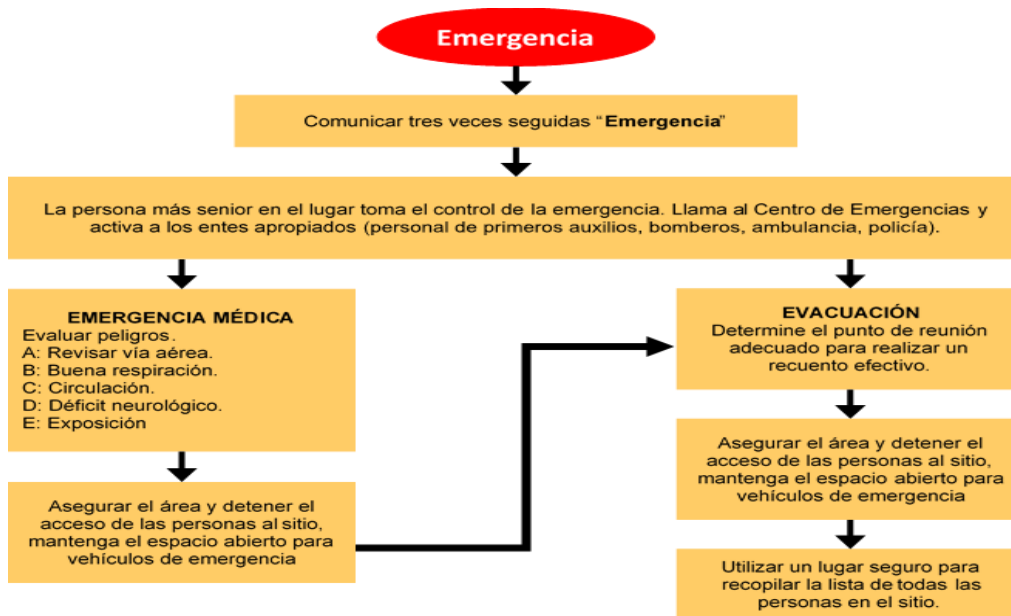 Emergencia
Comunicar tres veces seguidas “Emergencia”
La persona más senior en el lugar toma el control de la emergencia. Llama al Centro de Emergencias y
activa a los entes apropiados (personal de primeros auxilios, bomberos, ambulancia, policía).
EMERGENCIA MÉDICA
Evaluar peligros.
A: Revisar vía aérea.
B: Buena respiración.
C: Circulación.
D: Déficit neurológico.
E: Exposición
Asegurar el área y detener el
acceso de las personas al sitio,
mantenga el espacio abierto para
vehículos de emergencia
EVACUACIÓN
Determine el punto de reunión
adecuado para realizar un
recuento efectivo.
Asegurar el área y detener el
acceso de las personas al sitio,
mantenga el espacio abierto para
vehículos de emergencia
Utilizar un lugar seguro para
recopilar la lista de todas las
personas en el sitio.